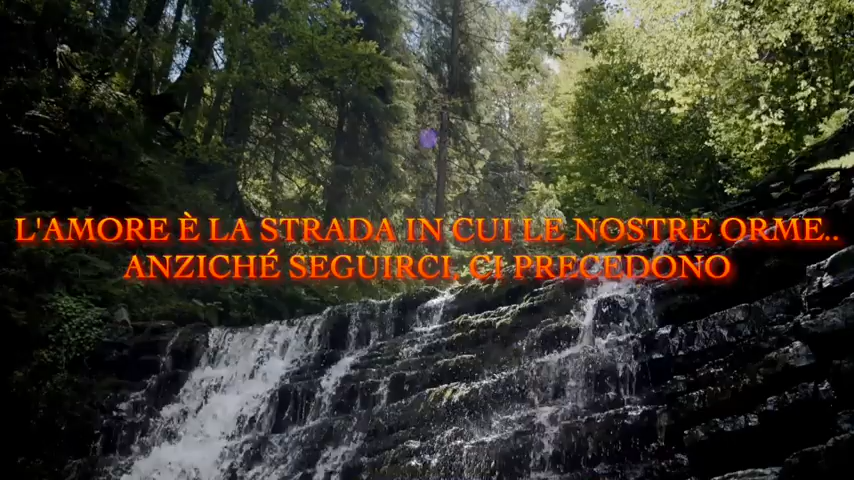 L'AMORE È LA STRADA IN CUI LE NOSTRE ORME..
ANZICHÉ SEGUIRCI, CI PRECEDONO